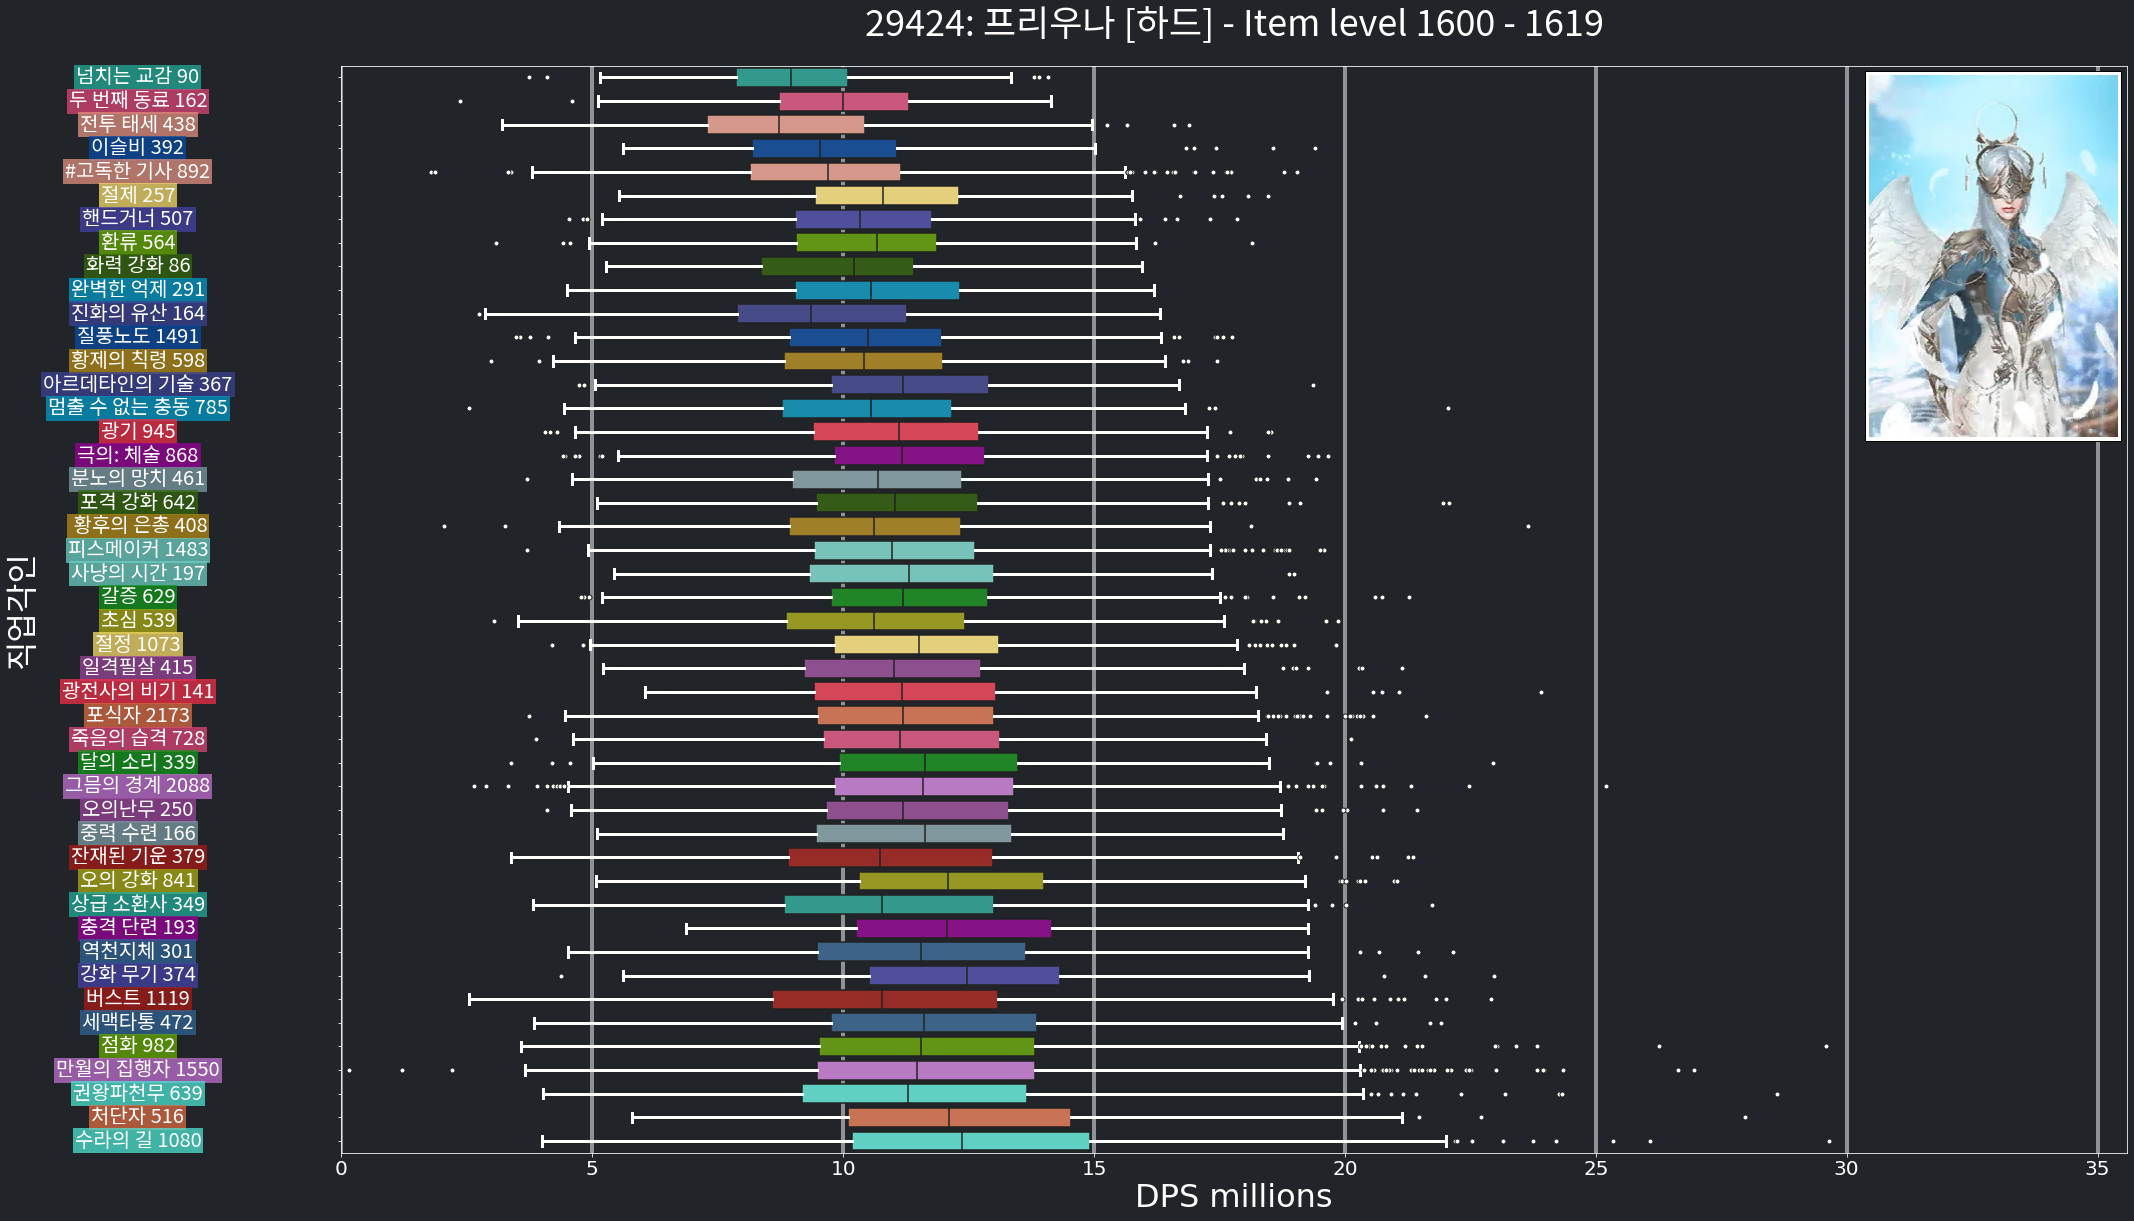 29424: 프리우나 [하드] - Item level 1600 - 1619
넘치는 교감 90
두 번째 동료 162
전투 태세 438
이슬비 392
#고독한 기사 892
절제 257
핸드거너 507
환류 564
화력 강화 86
완벽한 억제 291
진화의 유산 164
질풍노도 1491
황제의 칙령 598
아르데타인의 기술 367
멈출 수 없는 충동 785
광기 945
극의: 체술 868
분노의 망치 461
포격 강화 642
황후의 은총 408
피스메이커 1483
사냥의 시간 197
갈증 629
초심 539
절정 1073
일격필살 415
광전사의 비기 141
포식자 2173
죽음의 습격 728
달의 소리 339
그믐의 경계 2088
오의난무 250
중력 수련 166
잔재된 기운 379
오의 강화 841
상급 소환사 349
충격 단련 193
역천지체 301
강화 무기 374
버스트 1119
세맥타통 472
점화 982
만월의 집행자 1550
권왕파천무 639
처단자 516
수라의 길 1080
직업각인
0 5 10 15 20 25 30 35
DPS millions